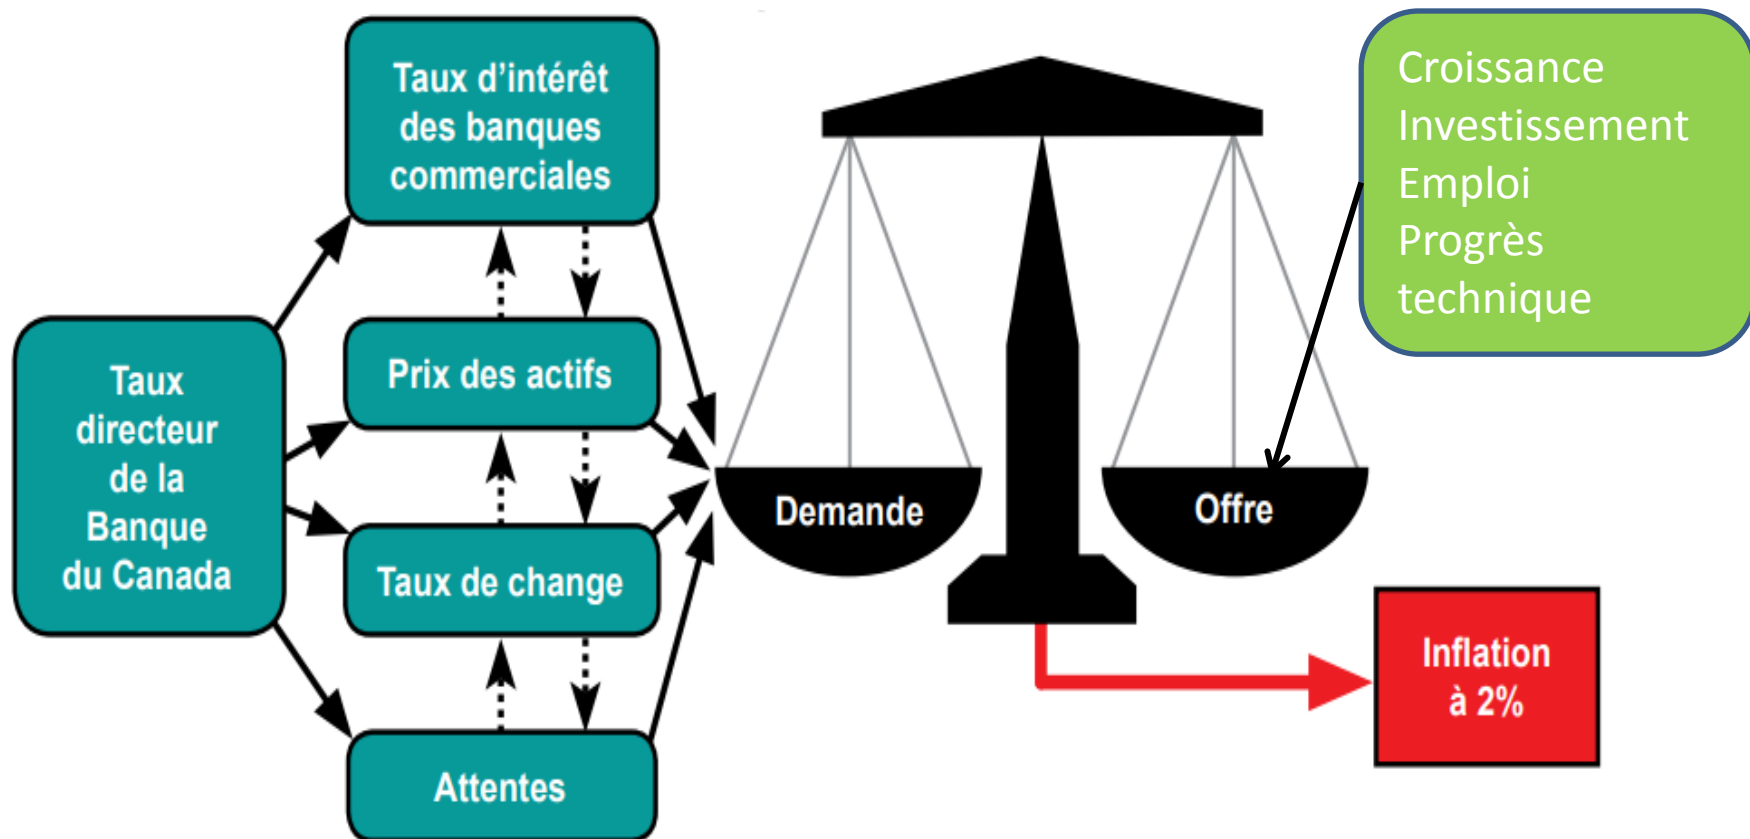 Taux
directeur
de la
Banque
du Canada
Taux d’intérêt
des banques
commerciales
Prix des actifs
Taux de change
Attentes
Demande
Offre
Croissance
Investissement
Emploi
Progrès
technique
Inflation
à 2%